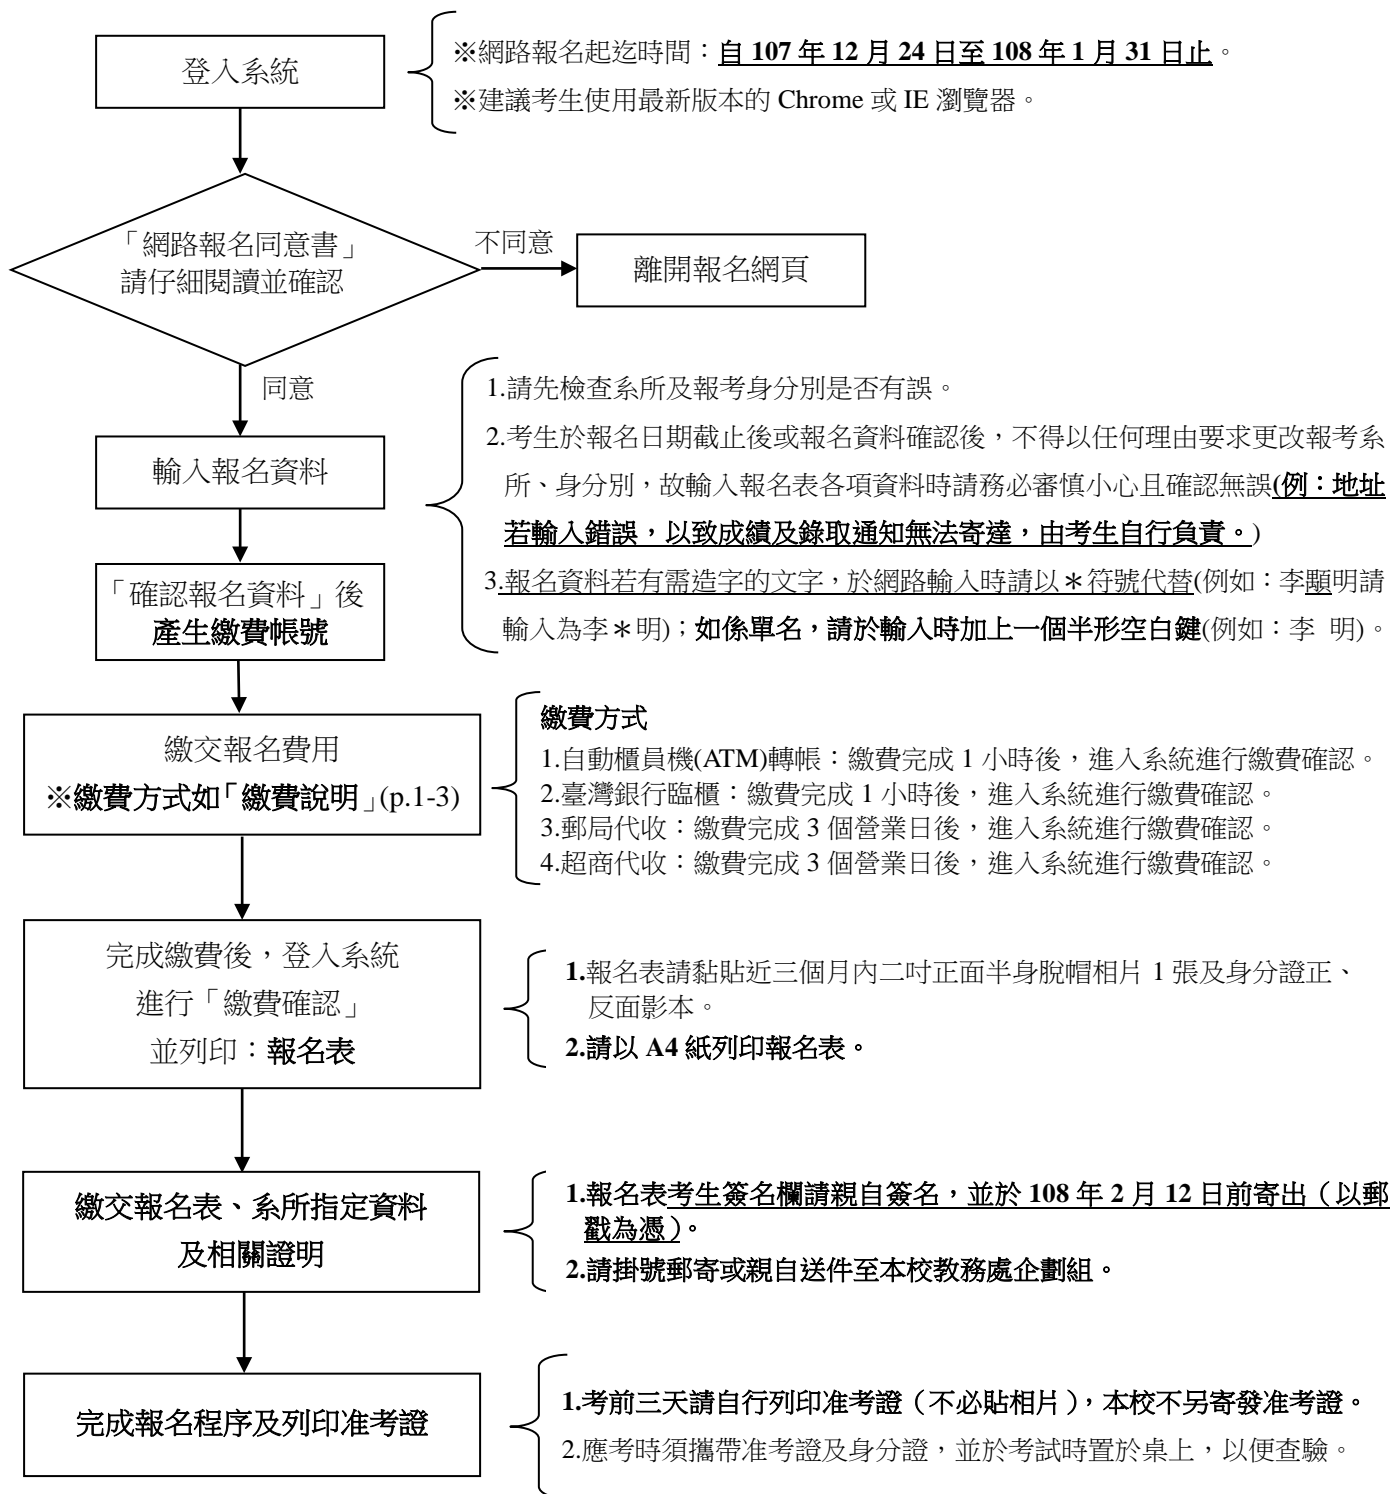 登入系統
※網路報名起迄時間：自 107 年 12 月 24 日至 108 年 1 月 31 日止。
※建議考生使用最新版本的 Chrome 或 IE 瀏覽器。
「網路報名同意書」
請仔細閱讀並確認
不同意
離開報名網頁
同意
輸入報名資料
1.請先檢查系所及報考身分別是否有誤。
2.考生於報名日期截止後或報名資料確認後，不得以任何理由要求更改報考系
所、身分別，故輸入報名表各項資料時請務必審慎小心且確認無誤(例：地址
若輸入錯誤，以致成績及錄取通知無法寄達，由考生自行負責。)
3.報名資料若有需造字的文字，於網路輸入時請以＊符號代替(例如：李顯明請
輸入為李＊明)；如係單名，請於輸入時加上一個半形空白鍵(例如：李 明)。
「確認報名資料」後
產生繳費帳號
繳交報名費用
※繳費方式如「繳費說明」(p.1-3)
繳費方式
1.自動櫃員機(ATM)轉帳：繳費完成 1 小時後，進入系統進行繳費確認。
2.臺灣銀行臨櫃：繳費完成 1 小時後，進入系統進行繳費確認。
3.郵局代收：繳費完成 3 個營業日後，進入系統進行繳費確認。
4.超商代收：繳費完成 3 個營業日後，進入系統進行繳費確認。
完成繳費後，登入系統
進行「繳費確認」
並列印：報名表
1.報名表請黏貼近三個月內二吋正面半身脫帽相片 1 張及身分證正、
反面影本。
2.請以 A4 紙列印報名表。
繳交報名表、系所指定資料
及相關證明
1.報名表考生簽名欄請親自簽名，並於 108 年 2 月 12 日前寄出（以郵
戳為憑）。
2.請掛號郵寄或親自送件至本校教務處企劃組。
完成報名程序及列印准考證
1.考前三天請自行列印准考證（不必貼相片），本校不另寄發准考證。
2.應考時須攜帶准考證及身分證，並於考試時置於桌上，以便查驗。